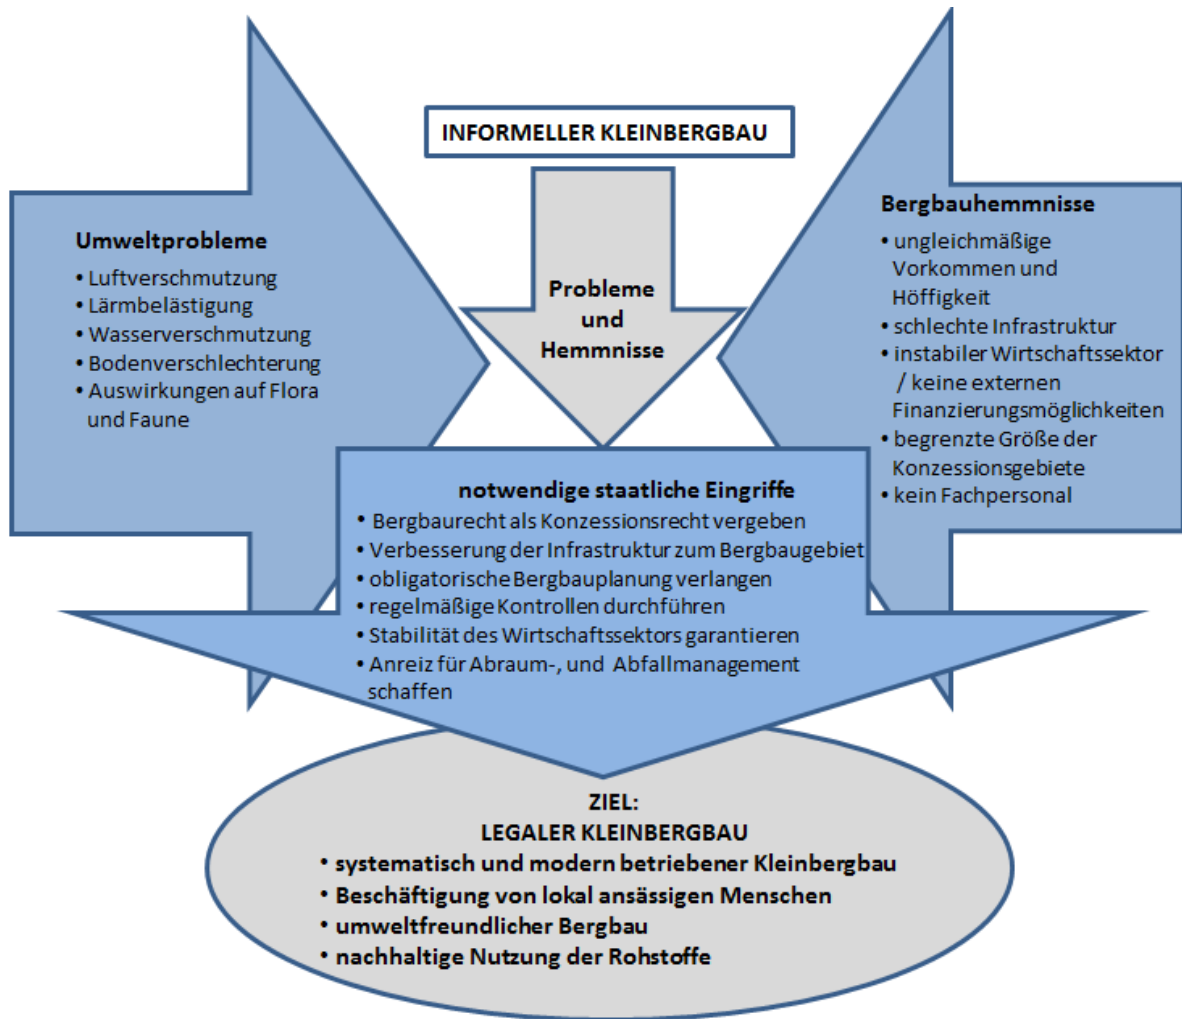 INFORMELLER KLEINBERGBAU
Umweltprobleme
• Luftverschmutzung
• Lärmbelästigung
• Wasserverschmutzung
• Bodenverschlechterung
• Auswirkungen auf Flora
und Faune
Probleme
und
Hemmnisse
Bergbauhemmnisse
• ungleichmäßige
Vorkommen und
Höffigkeit
• schlechte Infrastruktur
• instabiler Wirtschaftssektor
/ keine externen
Finanzierungsmöglichkeiten
• begrenzte Größe der
Konzessionsgebiete
• kein Fachpersonal
notwendige staatliche Eingriffe
• Bergbaurecht als Konzessionsrecht vergeben
• Verbesserung der Infrastruktur zum Bergbaugebiet
• obligatorische Bergbauplanung verlangen
• regelmäßige Kontrollen durchführen
• Stabilität des Wirtschaftssektors garantieren
• Anreiz für Abraum-, und Abfallmanagement
schaffen
ZIEL:
LEGALER KLEINBERGBAU
• systematisch und modern betriebener Kleinbergbau
• Beschäftigung von lokal ansässigen Menschen
• umweltfreundlicher Bergbau
• nachhaltige Nutzung der Rohstoffe